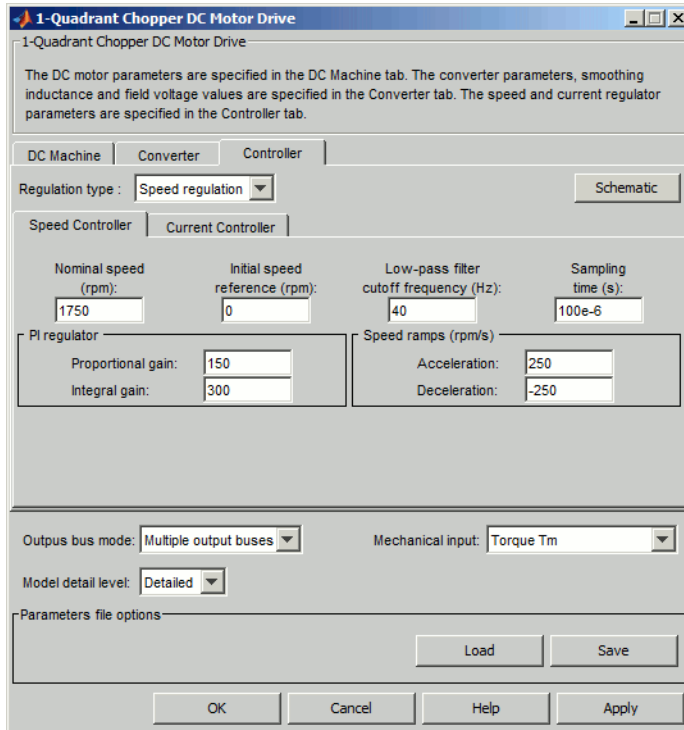 1-Quadrant Chopper DC Motor Drive
1-Quadrant Chopper DC Motor Drive
The DC motor parameters are specified in the DC Machine tab. The converter parameters, smoothing
inductance and field voltage values are specified in the Converter tab. The speed and current regulator
parameters are specified in the Controller tab.
DC Machine Converter Controller
Regulation type : Speed regulation Schematic
Speed Controller Current Controller
Nominal speed Initial speed Low-pass filter Sampling
(rpm): reference (rpm): cutoff frequency (Hz): time (s):
1750 0 40 100e-6
PI regulator Speed ramps (rpm/s)
Proportional gain: 150 Acceleration: 250
Integral gain: 300 Deceleration: -250
Outpus bus mode: Multiple output buses Mechanical input: Torque Tm
Model detail level: Detailed
Parameters file options
Load Save
OK Cancel Help Apply